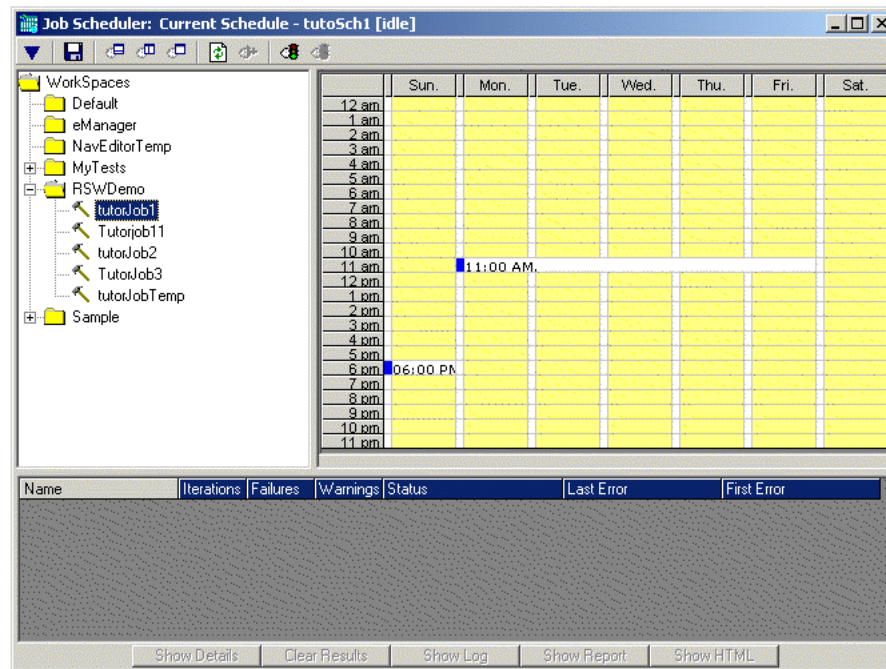 Job Scheduler: Current Schedule - tutoSch1 [idle]
WorkSpaces
Default
eManager
NavEditorTemp
MyTests
RSWDemo
tutorJob1
Tutorjob11
tutorJob2
TutorJob3
tutorJobTemp
Sample
Sun. Mon. Tue. Wed. Thu. Fri. Sat.
12 am
1 am
2 am
3 am
4 am
5 am
6 am
7 am
8 am
9 am
10 am
11 am 11:00 AM.
12 pm
1 pm
2 pm
3 pm
4 pm
5 pm
6 pm 06:00 PM
7 pm
8 pm
9 pm
10 pm
11 pm
Name Iterations Failures Warnings Status Last Error First Error
Show Details Clear Results Show Log Show Report Show HTML